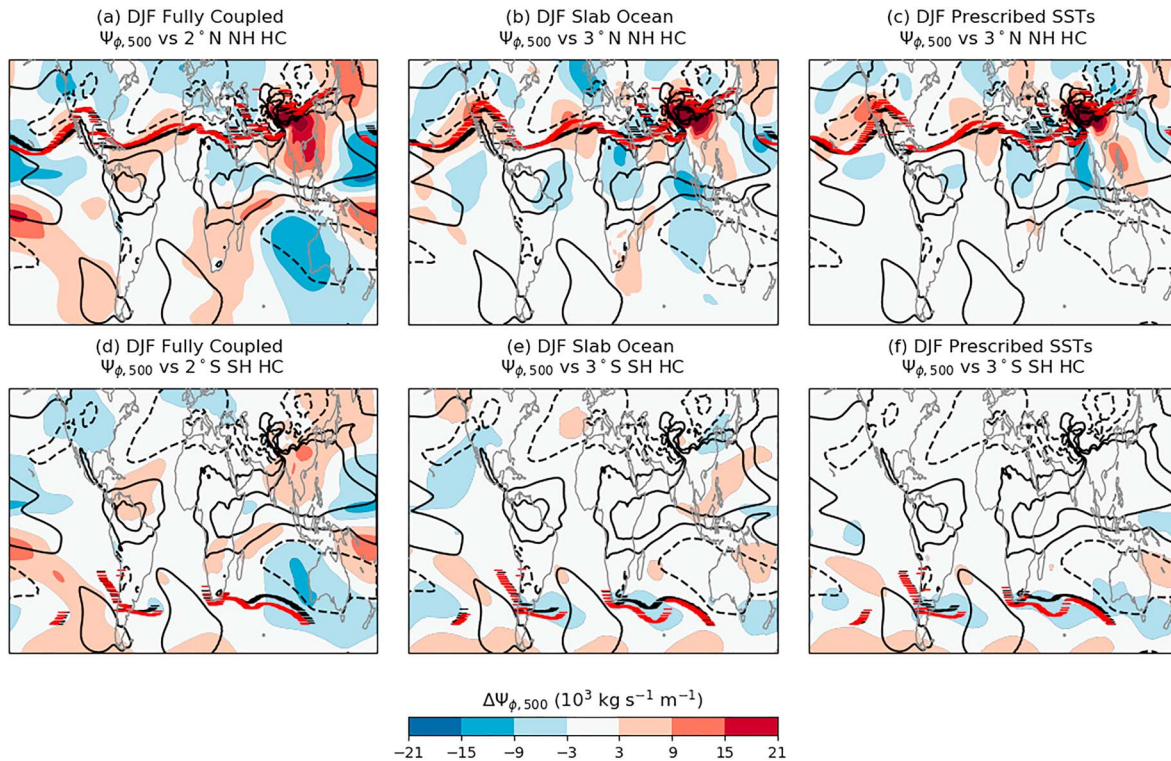 (a) DJF Fully Coupled
Ψϕ,500 vs 2°N NH HC
(b) DJF Slab Ocean
Ψϕ,500 vs 3°N NH HC
(c) DJF Prescribed SSTs
Ψϕ,500 vs 3°N NH HC
(d) DJF Fully Coupled
Ψϕ,500 vs 2°S SH HC
(e) DJF Slab Ocean
Ψϕ,500 vs 3°S SH HC
(f) DJF Prescribed SSTs
Ψϕ,500 vs 3°S SH HC
ΔΨϕ,500 (10³ kg s⁻¹ m⁻¹)
−21 −15 −9 −3 3 9 15 21